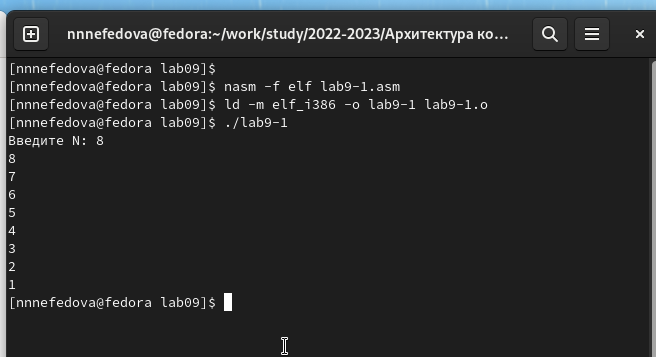 nnnefedova@fedora:~/work/study/2022-2023/Архитектура ко...
[nnnefedova@fedora lab09]$
[nnnefedova@fedora lab09]$ nasm -f elf lab9-1.asm
[nnnefedova@fedora lab09]$ ld -m elf_i386 -o lab9-1 lab9-1.o
[nnnefedova@fedora lab09]$ ./lab9-1
Введите N: 8
8
7
6
5
4
3
2
1
[nnnefedova@fedora lab09]$